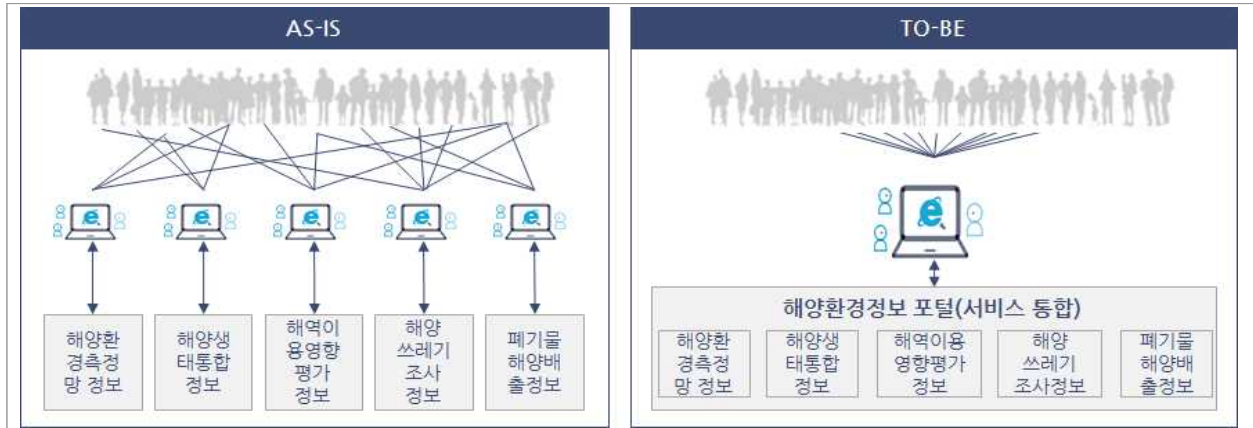 AS-IS
해양환
경측정
망 정보
해양생
태통합
정보
해역이
용영향
평가
정보
해양
쓰레기
조사
정보
폐기물
해양배
출정보
TO-BE
해양환경정보 포털(서비스 통합)
해양환
경측정
망 정보
해양생
태통합
정보
해역이용
영향평가
정보
해양
쓰레기
조사정보
폐기물
해양배
출정보